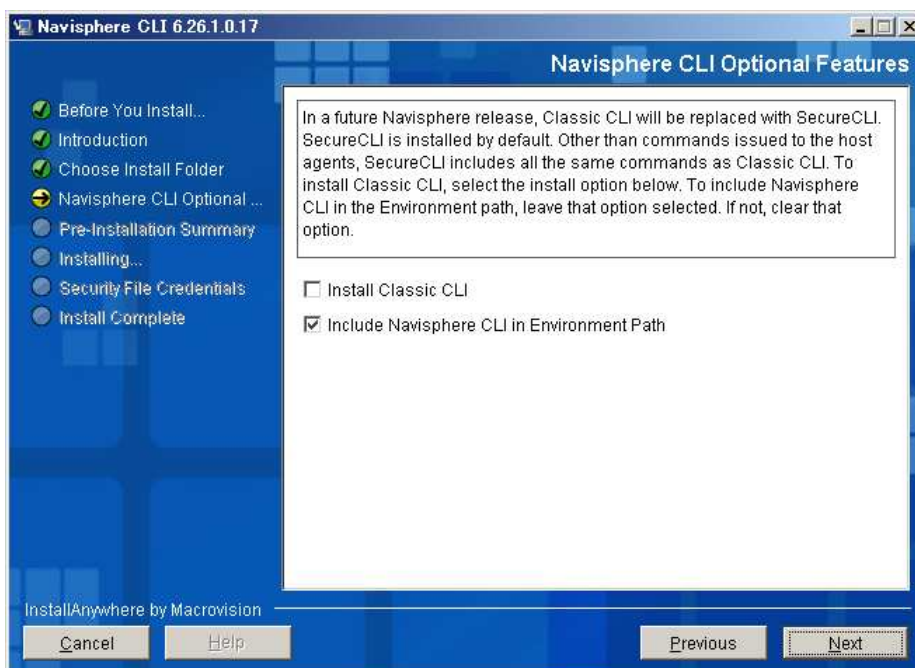 Navisphere CLI 6.26.1.0.17
Navisphere CLI Optional Features
Before You Install...
Introduction
Choose Install Folder
Navisphere CLI Optional ...
Pre-Installation Summary
Installing...
Security File Credentials
Install Complete
In a future Navisphere release, Classic CLI will be replaced with SecureCLI.
SecureCLI is installed by default. Other than commands issued to the host
agents, SecureCLI includes all the same commands as Classic CLI. To
install Classic CLI, select the install option below. To include Navisphere
CLI in the Environment path, leave that option selected. If not, clear that
option.
Install Classic CLI
Include Navisphere CLI in Environment Path
InstallAnywhere by Macrovision
Cancel
Help
Previous
Next